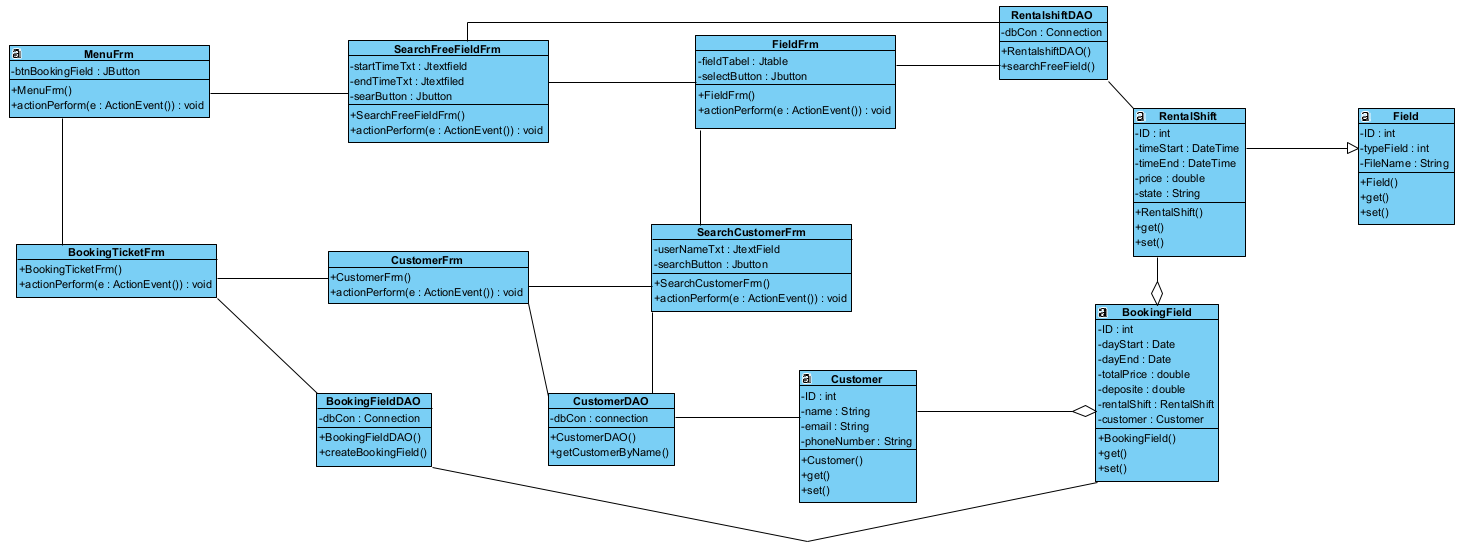 MenuFrm
-btnBookingField : JButton
+MenuFrm()
+actionPerform(e : ActionEvent()) : void
SearchFreeFieldFrm
-startTimeTxt : Jtextfield
-endTimeTxt : Jtextfiled
-searButton : Jbutton
+SearchFreeFieldFrm()
+actionPerform(e : ActionEvent()) : void
FieldFrm
-fieldTabel : Jtable
-selectButton : Jbutton
+FieldFrm()
+actionPerform(e : ActionEvent()) : void
RentalshiftDAO
-dbCon : Connection
+RentalshiftDAO()
+searchFreeField()
RentalShift
-ID : int
-timeStart : DateTime
-timeEnd : DateTime
-price : double
-state : String
+RentalShift()
+get()
+set()
Field
-ID : int
-typeField : int
-FileName : String
+Field()
+get()
+set()
BookingTicketFrm
+BookingTicketFrm()
+actionPerform(e : ActionEvent()) : void
CustomerFrm
+CustomerFrm()
+actionPerform(e : ActionEvent()) : void
SearchCustomerFrm
-userNameTxt : JtextField
-searchButton : Jbutton
+SearchCustomerFrm()
+actionPerform(e : ActionEvent()) : void
BookingField
-ID : int
-dayStart : Date
-dayEnd : Date
-totalPrice : double
-deposite : double
-rentalShift : RentalShift
-customer : Customer
+BookingField()
+get()
+set()
BookingFieldDAO
-dbCon : Connection
+BookingFieldDAO()
+createBookingField()
CustomerDAO
-dbCon : connection
+CustomerDAO()
+getCustomerByName()
Customer
-ID : int
-name : String
-email : String
-phoneNumber : String
+Customer()
+get()
+set()